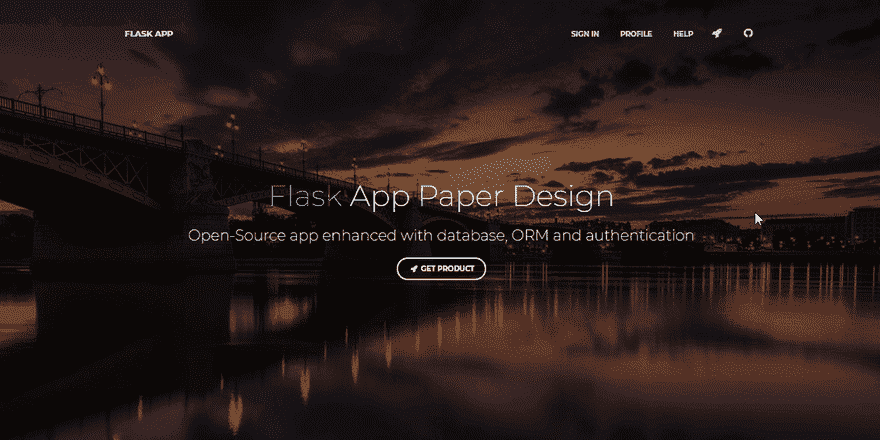 FLASK APP
SIGN IN PROFILE HELP
Flask App Paper Design
Open-Source app enhanced with database, ORM and authentication
GET PRODUCT